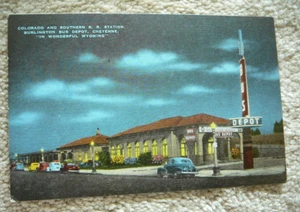 COLORADO AND SOUTHERN R. R. STATION.
BURLINGTON BUS DEPOT, CHEYENNE,
"IN WONDERFUL WYOMING"
DEPOT